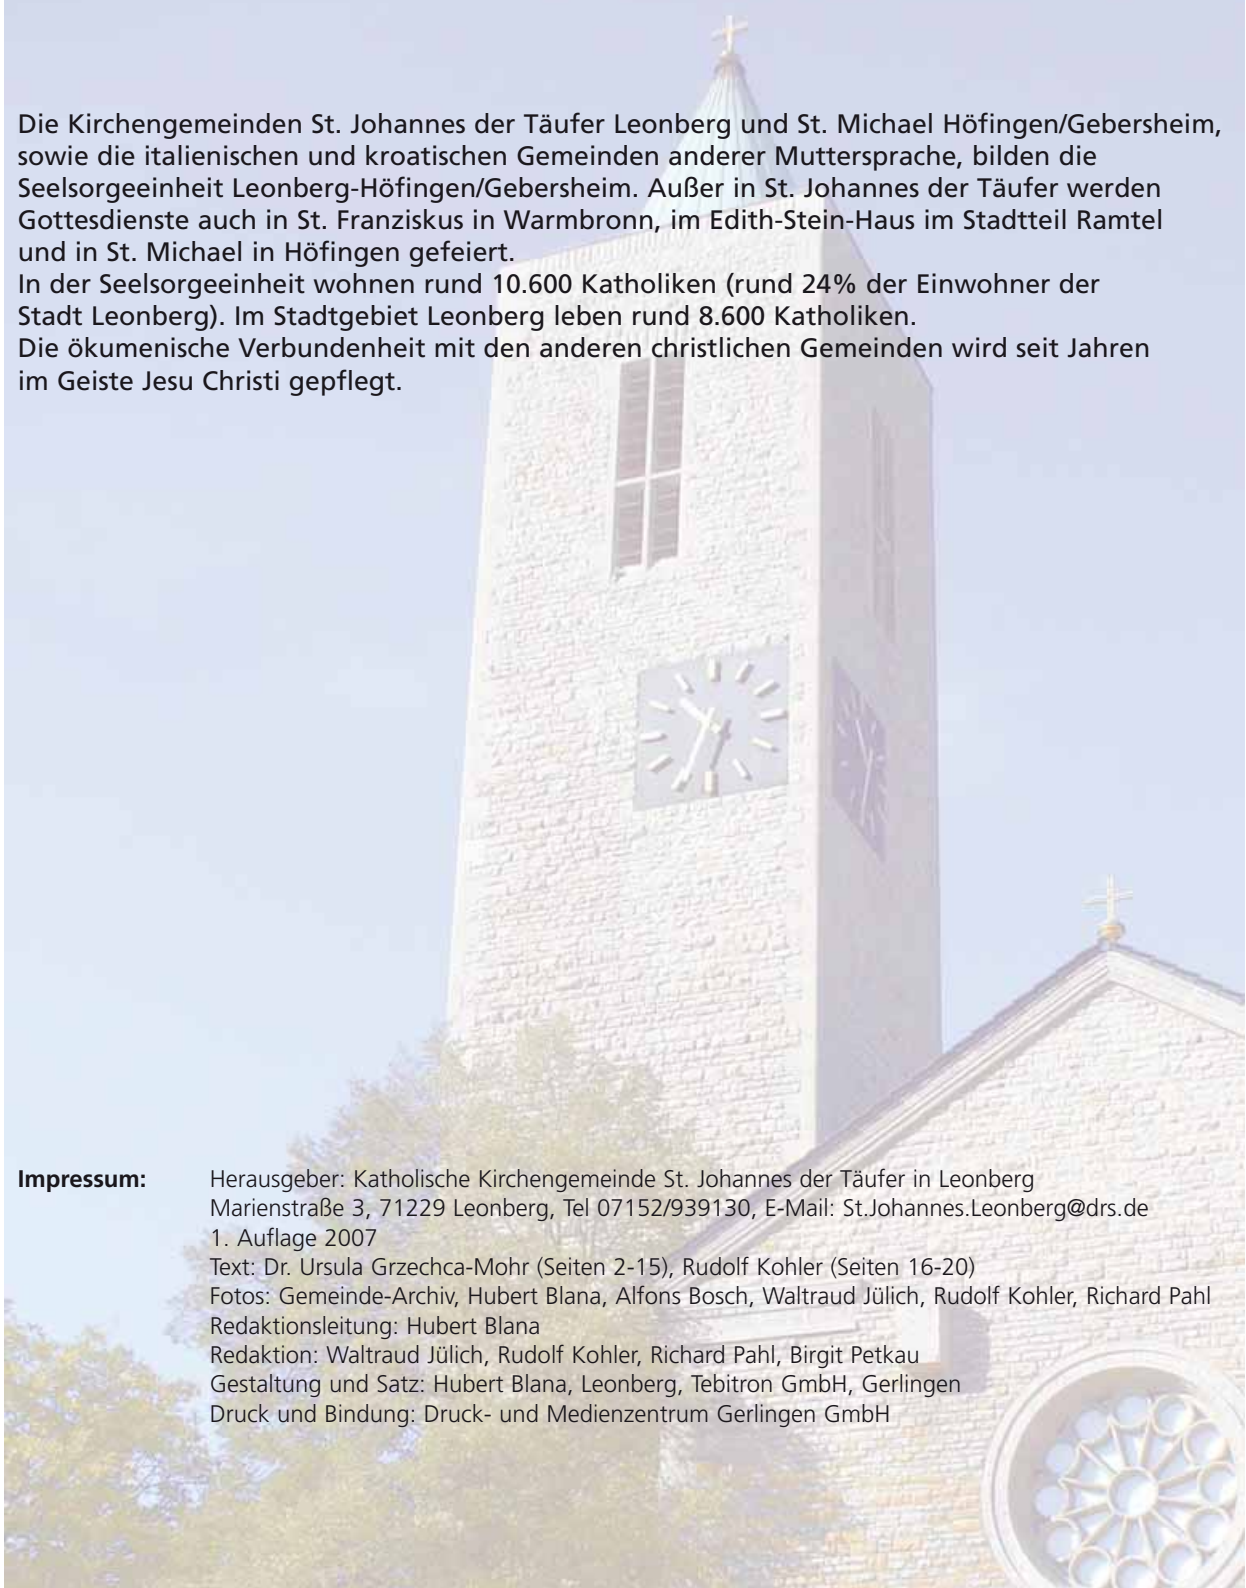 Die Kirchengemeinden St. Johannes der Täufer Leonberg und St. Michael Höfingen/Gebersheim,
sowie die italienischen und kroatischen Gemeinden anderer Muttersprache, bilden die
Seelsorgeeinheit Leonberg-Höfingen/Gebersheim. Außer in St. Johannes der Täufer werden
Gottesdienste auch in St. Franziskus in Warmbronn, im Edith-Stein-Haus im Stadtteil Ramtel
und in St. Michael in Höfingen gefeiert.
In der Seelsorgeeinheit wohnen rund 10.600 Katholiken (rund 24% der Einwohner der
Stadt Leonberg). Im Stadtgebiet Leonberg leben rund 8.600 Katholiken.
Die ökumenische Verbundenheit mit den anderen christlichen Gemeinden wird seit Jahren
im Geiste Jesu Christi gepflegt.
Impressum: Herausgeber: Katholische Kirchengemeinde St. Johannes der Täufer in Leonberg
Marienstraße 3, 71229 Leonberg, Tel 07152/939130, E-Mail: St.Johannes.Leonberg@drs.de
1. Auflage 2007
Text: Dr. Ursula Grzechca-Mohr (Seiten 2-15), Rudolf Kohler (Seiten 16-20)
Fotos: Gemeinde-Archiv, Hubert Blana, Alfons Bosch, Waltraud Jülich, Rudolf Kohler, Richard Pahl
Redaktionsleitung: Hubert Blana
Redaktion: Waltraud Jülich, Rudolf Kohler, Richard Pahl, Birgit Petkau
Gestaltung und Satz: Hubert Blana, Leonberg, Tebitron GmbH, Gerlingen
Druck und Bindung: Druck- und Medienzentrum Gerlingen GmbH